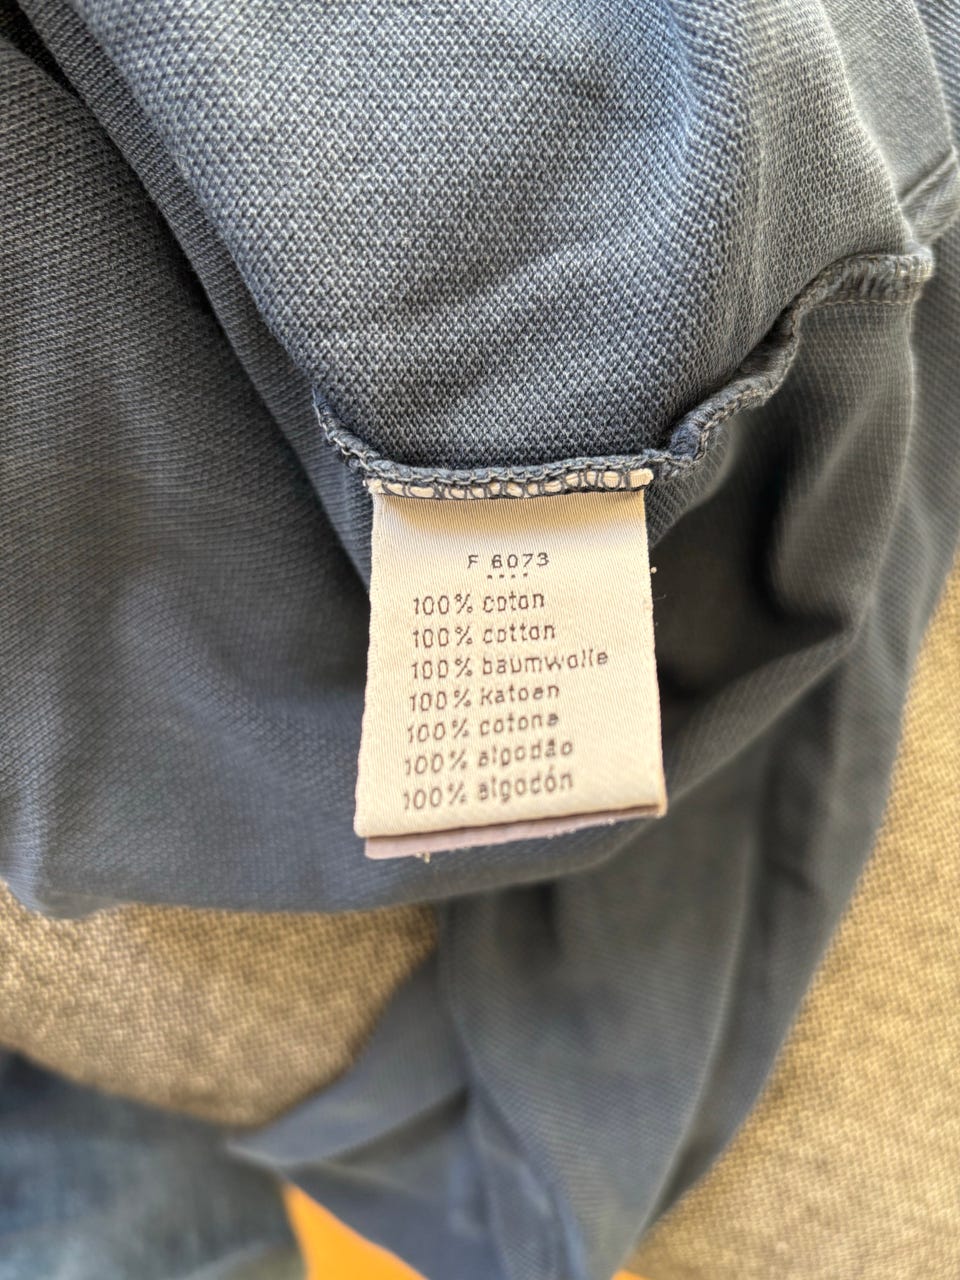 F 6073
100% coton
100% cotton
100% baumwolle
100% katoen
100% cotone
100% algodão
100% algodón